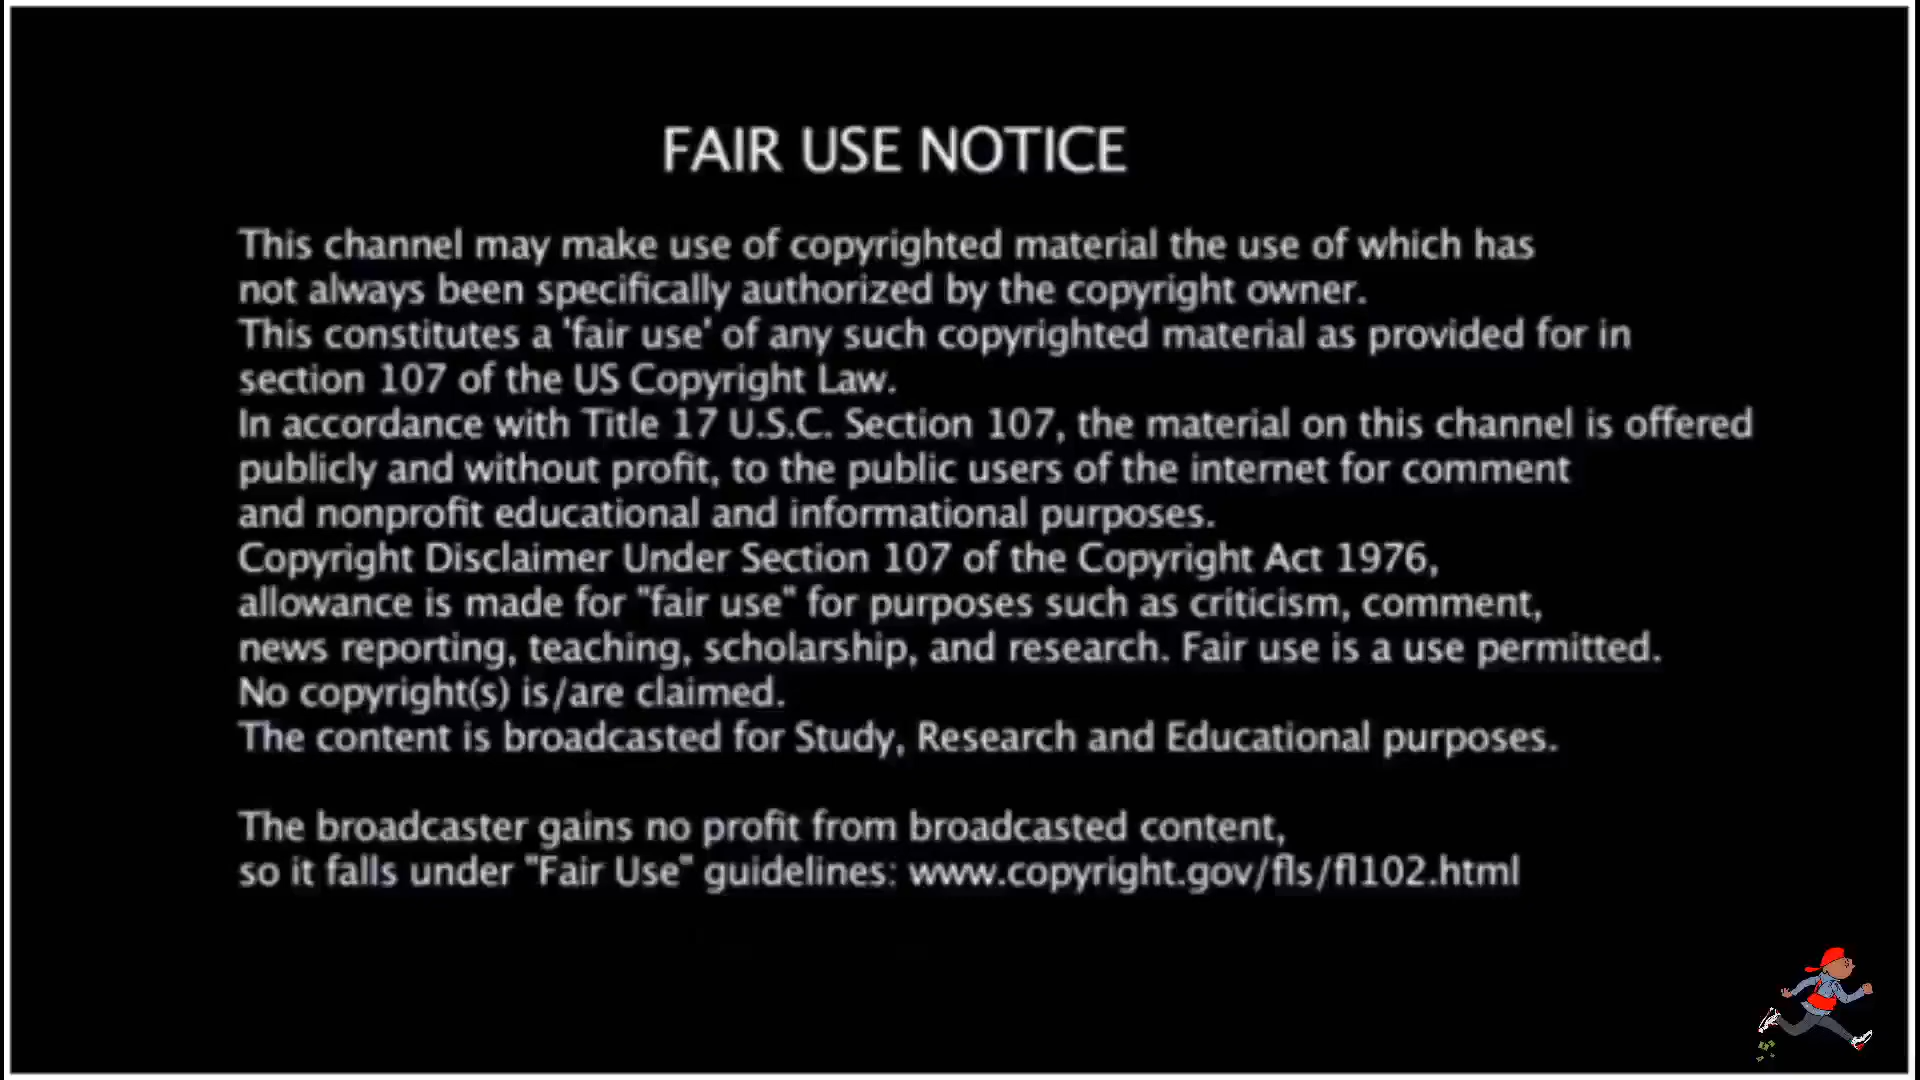 FAIR USE NOTICE
This channel may make use of copyrighted material the use of which has
not always been specifically authorized by the copyright owner.
This constitutes a 'fair use' of any such copyrighted material as provided for in
section 107 of the US Copyright Law.
In accordance with Title 17 U.S.C. Section 107, the material on this channel is offered
publicly and without profit, to the public users of the internet for comment
and nonprofit educational and informational purposes.
Copyright Disclaimer Under Section 107 of the Copyright Act 1976,
allowance is made for "fair use" for purposes such as criticism, comment,
news reporting, teaching, scholarship, and research. Fair use is a use permitted.
No copyright(s) is/are claimed.
The content is broadcasted for Study, Research and Educational purposes.
The broadcaster gains no profit from broadcasted content,
so it falls under "Fair Use" guidelines: www.copyright.gov/fls/fl102.html